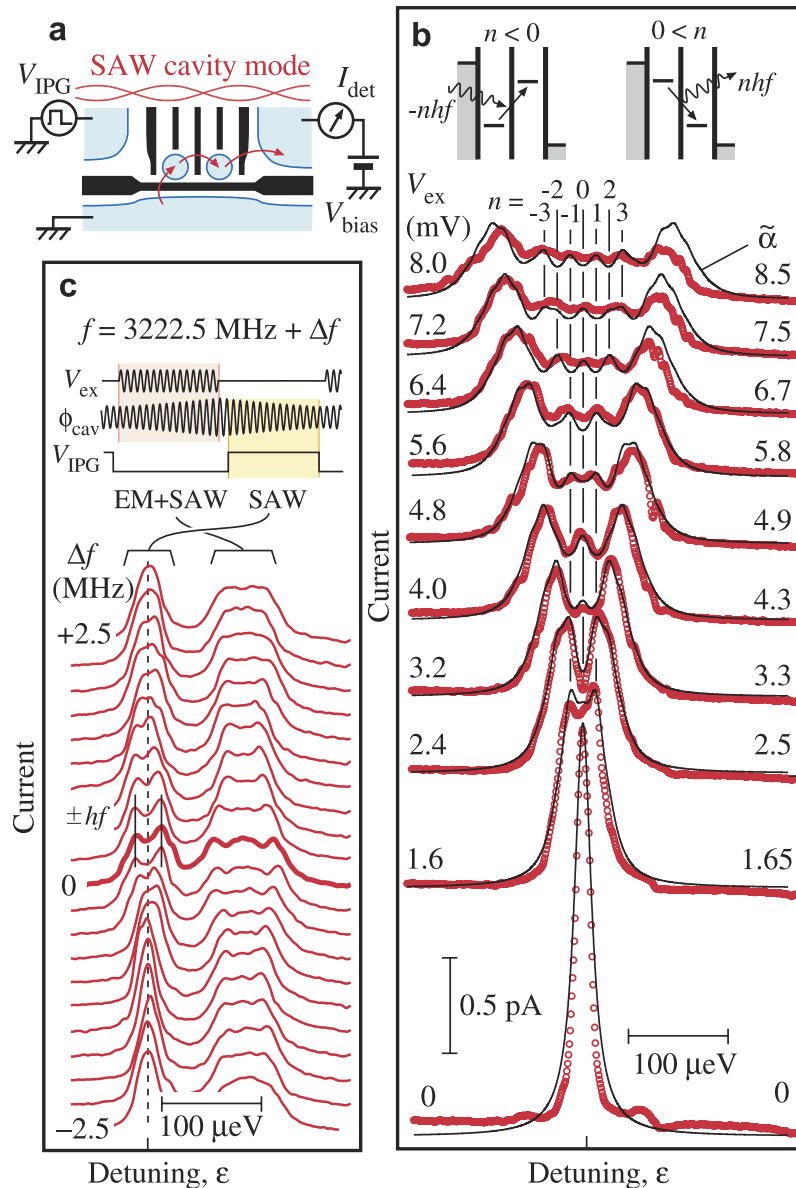 a
SAW cavity mode
V_IPG
I_det
V_bias
b
n < 0
0 < n
-nhf
nhf
V_ex
(mV)
n =
-3 -2 -1 0 1 2 3
α̃
8.0 8.5
7.2 7.5
6.4 6.7
5.6 5.8
4.8 4.9
4.0 4.3
3.2 3.3
2.4 2.5
1.6 1.65
0 0
0.5 pA
100 μeV
Current
Detuning, ε
c
f = 3222.5 MHz + Δf
V_ex
ϕ_cav
V_IPG
EM+SAW SAW
Δf
(MHz)
+2.5
±hf
0
−2.5
100 μeV
Current
Detuning, ε